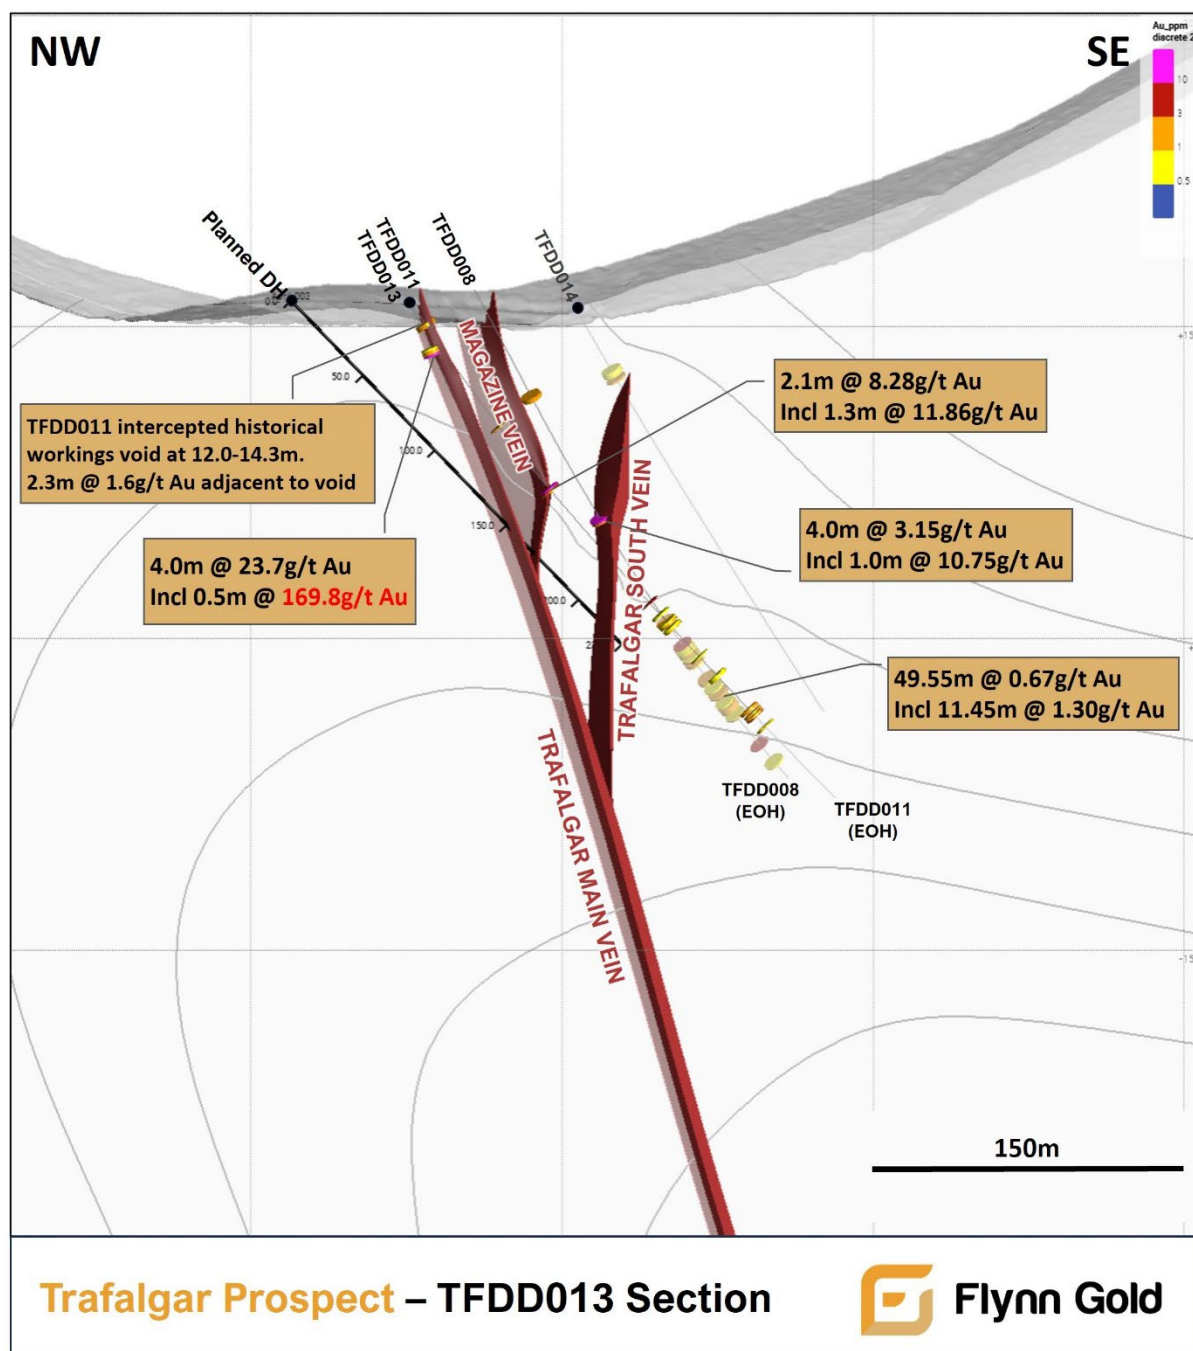 NW
SE
Au_ppm
discrete 2
10
3
1
0.5
Planned DH
TFDD011
TFDD013
TFDD008
TFDD014
50.0
100.0
150.0
MAGAZINE VEIN
TRAFALGAR SOUTH VEIN
TRAFALGAR MAIN VEIN
TFDD011 intercepted historical
workings void at 12.0-14.3m.
2.3m @ 1.6g/t Au adjacent to void
4.0m @ 23.7g/t Au
Incl 0.5m @ 169.8g/t Au
2.1m @ 8.28g/t Au
Incl 1.3m @ 11.86g/t Au
4.0m @ 3.15g/t Au
Incl 1.0m @ 10.75g/t Au
49.55m @ 0.67g/t Au
Incl 11.45m @ 1.30g/t Au
TFDD008
(EOH)
TFDD011
(EOH)
150m
Trafalgar Prospect – TFDD013 Section
Flynn Gold